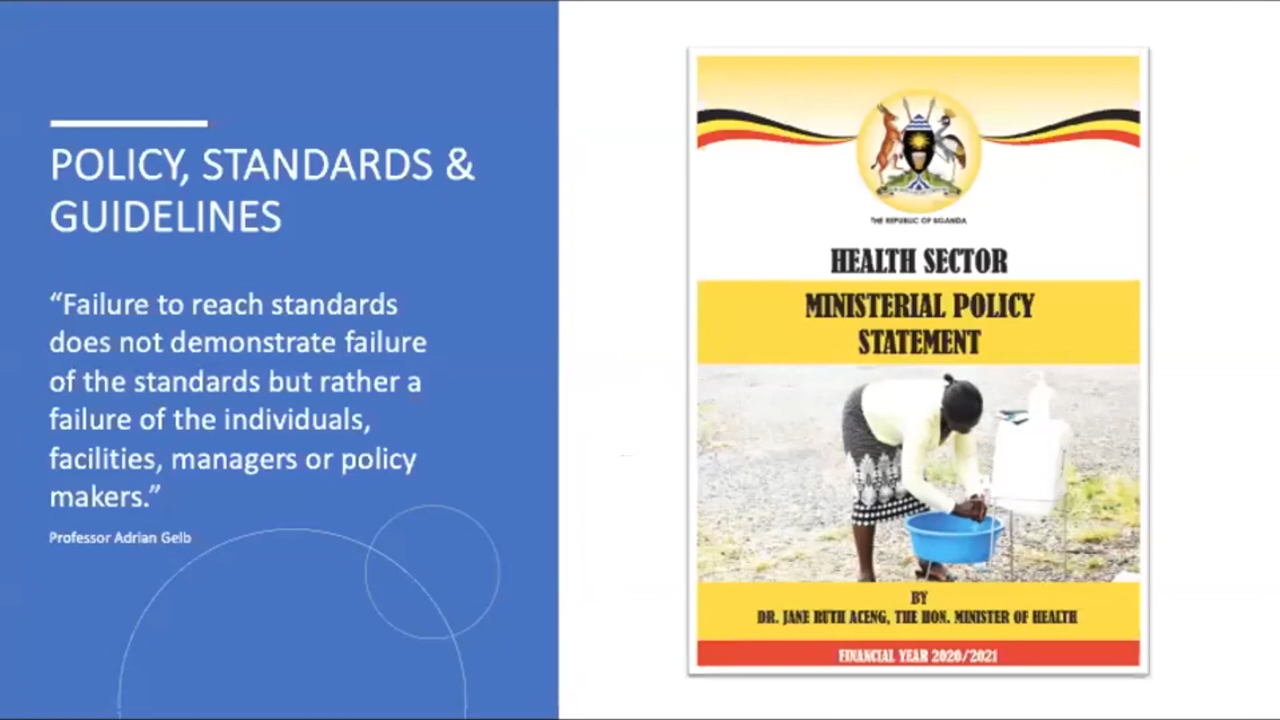 POLICY, STANDARDS &
GUIDELINES
“Failure to reach standards
does not demonstrate failure
of the standards but rather a
failure of the individuals,
facilities, managers or policy
makers.”
Professor Adrian Gelb
THE REPUBLIC OF UGANDA
HEALTH SECTOR
MINISTERIAL POLICY
STATEMENT
BY
DR. JANE RUTH ACENG, THE HON. MINISTER OF HEALTH
FINANCIAL YEAR 2020/2021